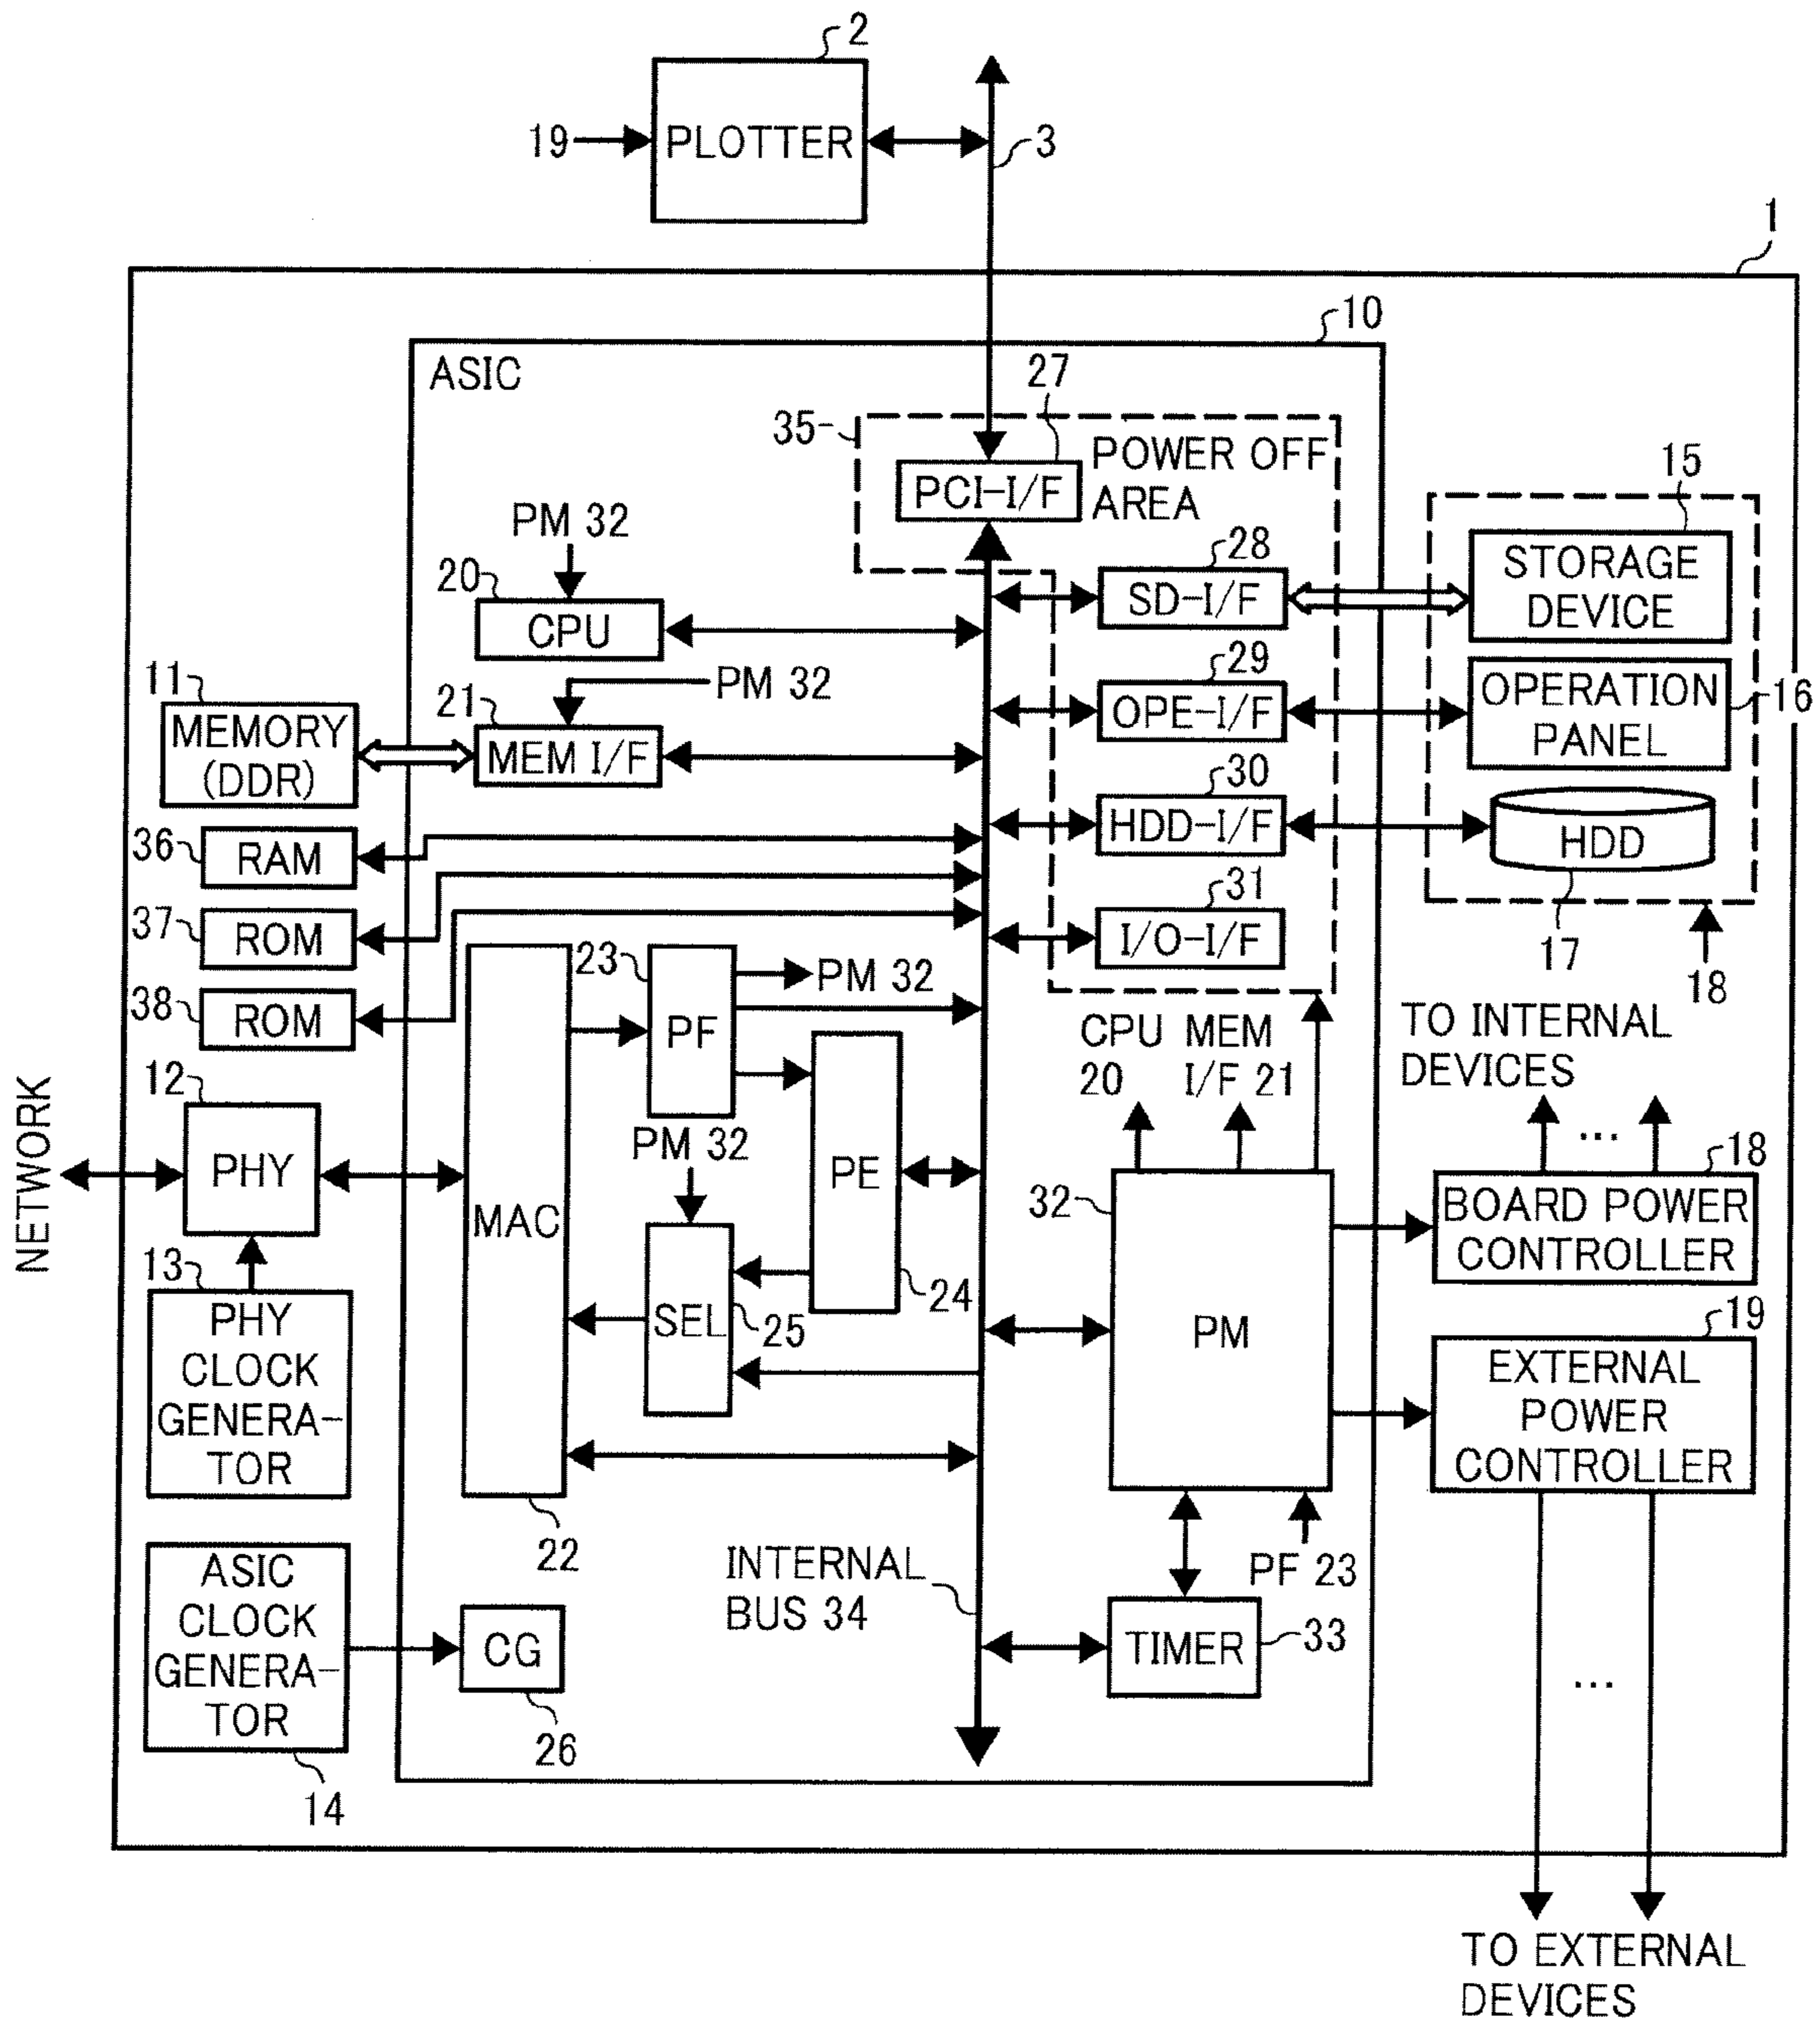 2
19
PLOTTER
3
1
10
ASIC
27
35
POWER OFF
AREA
PCI-I/F
15
PM 32
28
STORAGE
DEVICE
20
SD-I/F
CPU
11
PM 32
29
21
OPERATION
PANEL
16
MEMORY
(DDR)
OPE-I/F
MEM I/F
30
36
RAM
HDD-I/F
HDD
31
37
ROM
I/O-I/F
17
23
PM 32
18
38
ROM
PF
CPU
20
MEM
I/F 21
TO INTERNAL
DEVICES
12
NETWORK
PM 32
...
18
PHY
PE
32
MAC
BOARD POWER
CONTROLLER
13
24
19
PHY
CLOCK
GENERA-
TOR
SEL
25
PM
EXTERNAL
POWER
CONTROLLER
22
INTERNAL
BUS 34
PF 23
ASIC
CLOCK
GENERA-
TOR
CG
TIMER
33
...
26
14
TO EXTERNAL
DEVICES